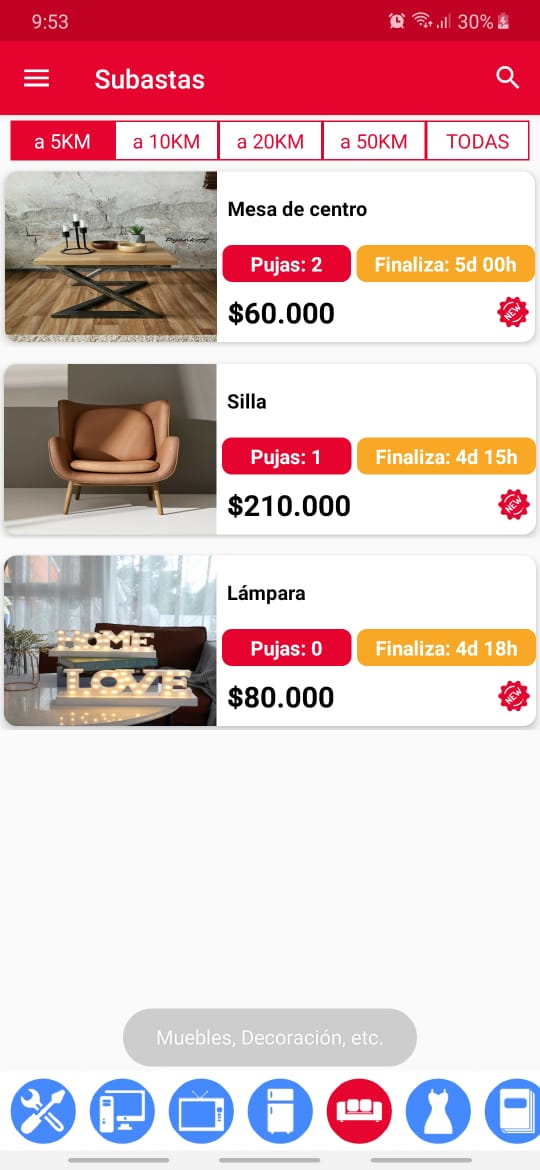 9:53
30%
Subastas
a 5KM
a 10KM
a 20KM
a 50KM
TODAS
Mesa de centro
Pujas: 2
Finaliza: 5d 00h
$60.000
NEW
Silla
Pujas: 1
Finaliza: 4d 15h
$210.000
NEW
HOME
LOVE
Lámpara
Pujas: 0
Finaliza: 4d 18h
$80.000
NEW
Muebles, Decoración, etc.